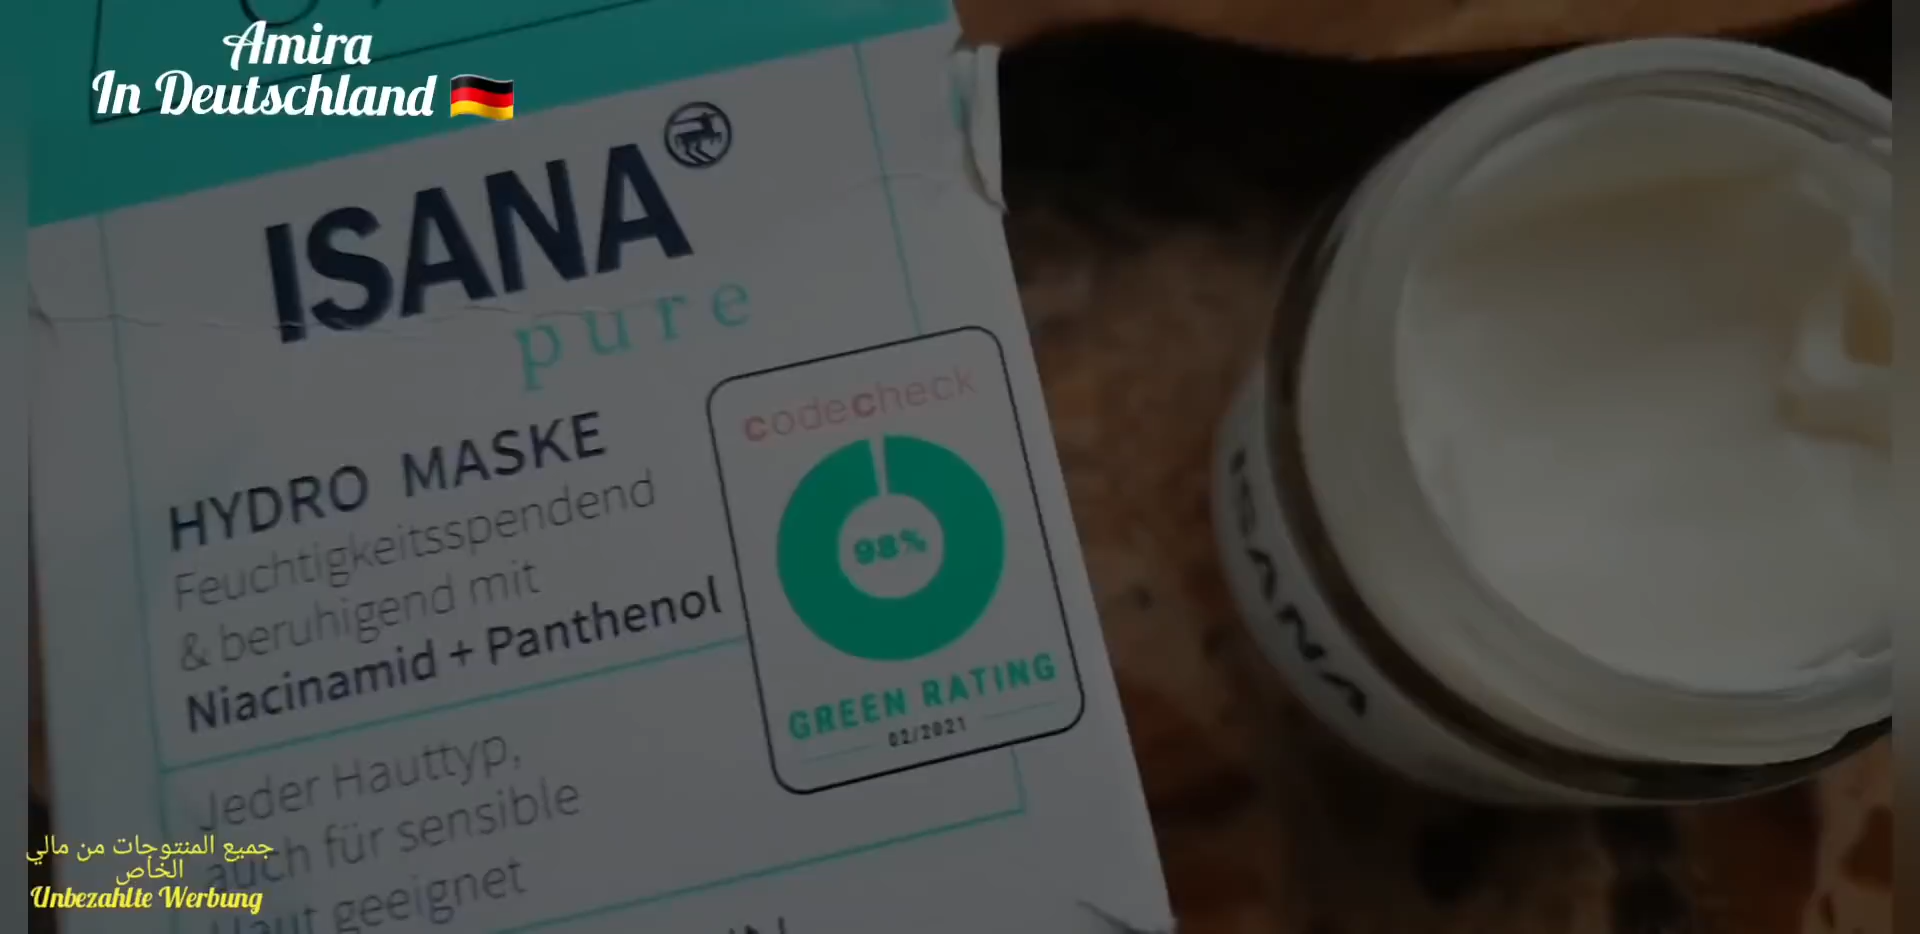 Amira
In Deutschland
ISANA
pure
codecheck
98%
GREEN RATING
02/2021
HYDRO MASKE
Feuchtigkeitsspendend
& beruhigend mit
Niacinamid + Panthenol
Jeder Hauttyp,
auch für sensible
Haut geeignet
ISANA
جميع المنتوجات من مالي
الخاص
Unbezahlte Werbung